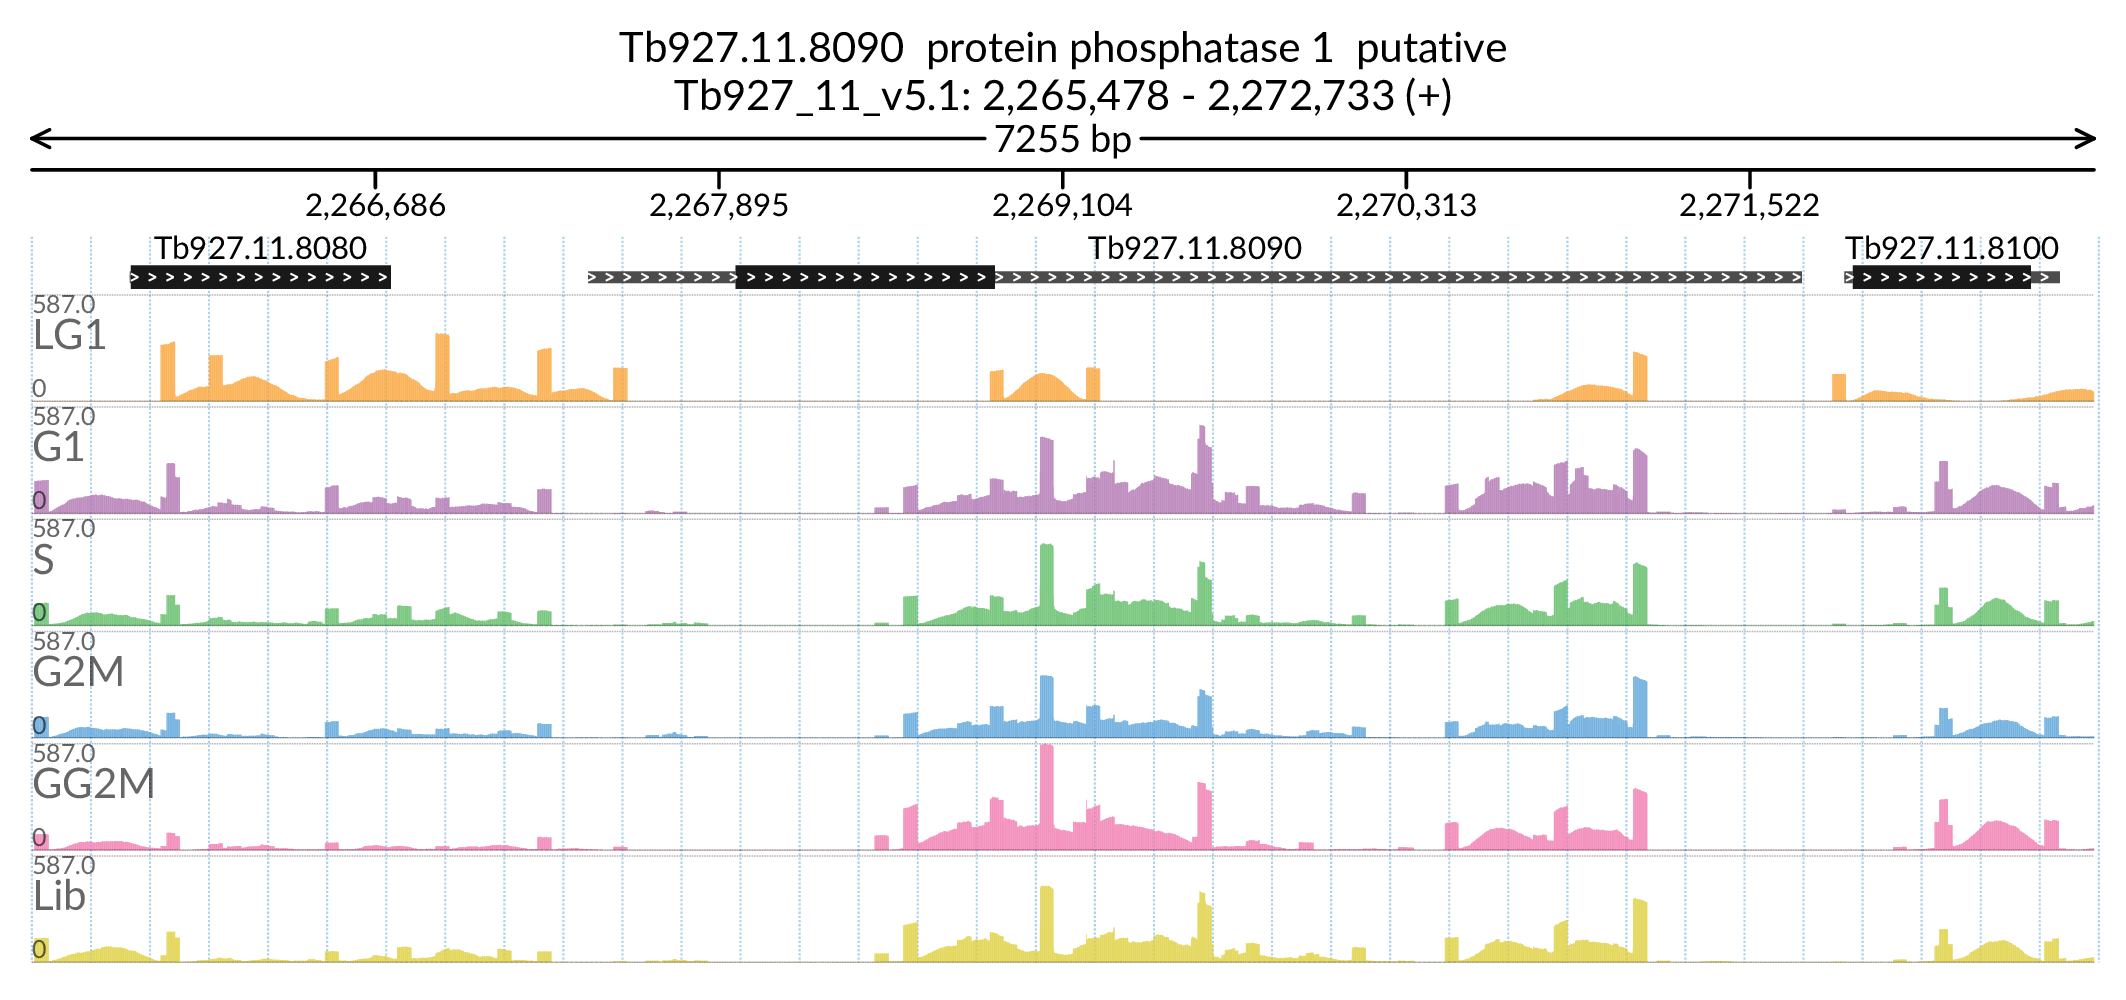 Tb927.11.8090 protein phosphatase 1 putative
Tb927_11_v5.1: 2,265,478 - 2,272,733 (+)
7255 bp
2,266,686 2,267,895 2,269,104 2,270,313 2,271,522
Tb927.11.8080 Tb927.11.8090 Tb927.11.8100
587.0
LG1
0
587.0
G1
0
587.0
S
0
587.0
G2M
0
587.0
GG2M
0
587.0
Lib
0